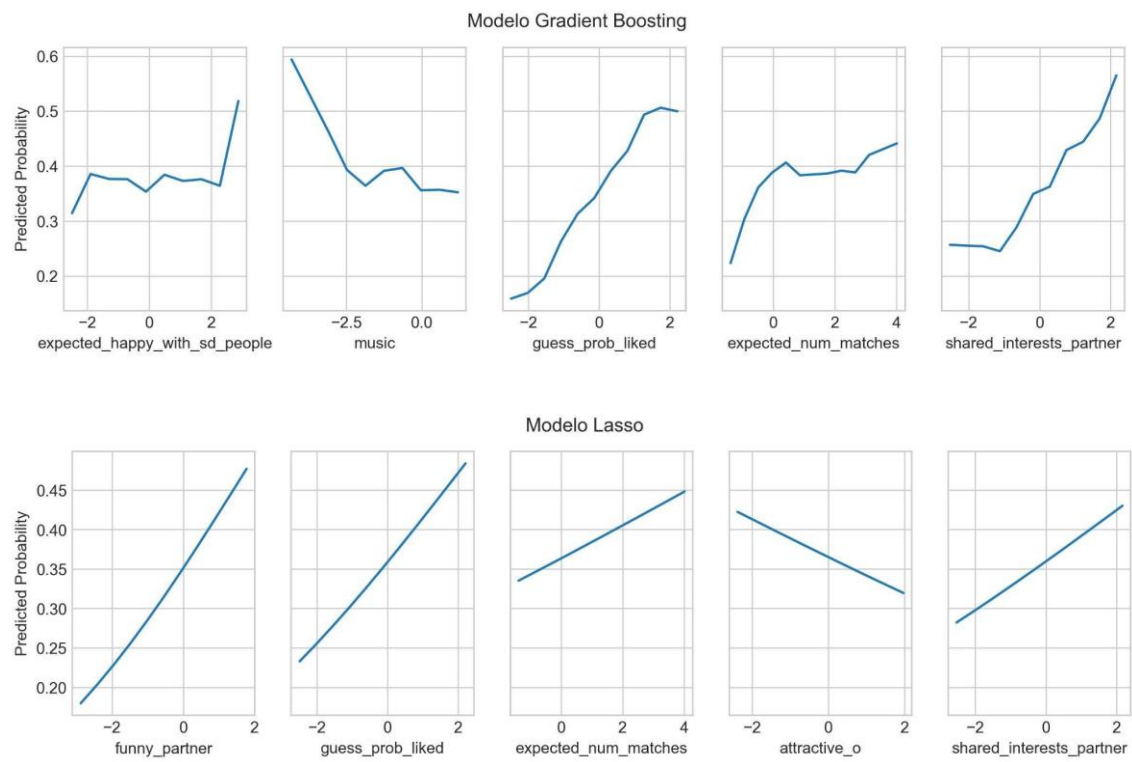 Modelo Gradient Boosting
Predicted Probability
0.6
0.5
0.4
0.3
0.2
−2 0 2
expected_happy_with_sd_people
−2.5 0.0
music
−2 0 2
guess_prob_liked
0 2 4
expected_num_matches
−2 0 2
shared_interests_partner
Modelo Lasso
Predicted Probability
0.45
0.40
0.35
0.30
0.25
0.20
−2 0 2
funny_partner
−2 0 2
guess_prob_liked
0 2 4
expected_num_matches
−2 0 2
attractive_o
−2 0 2
shared_interests_partner